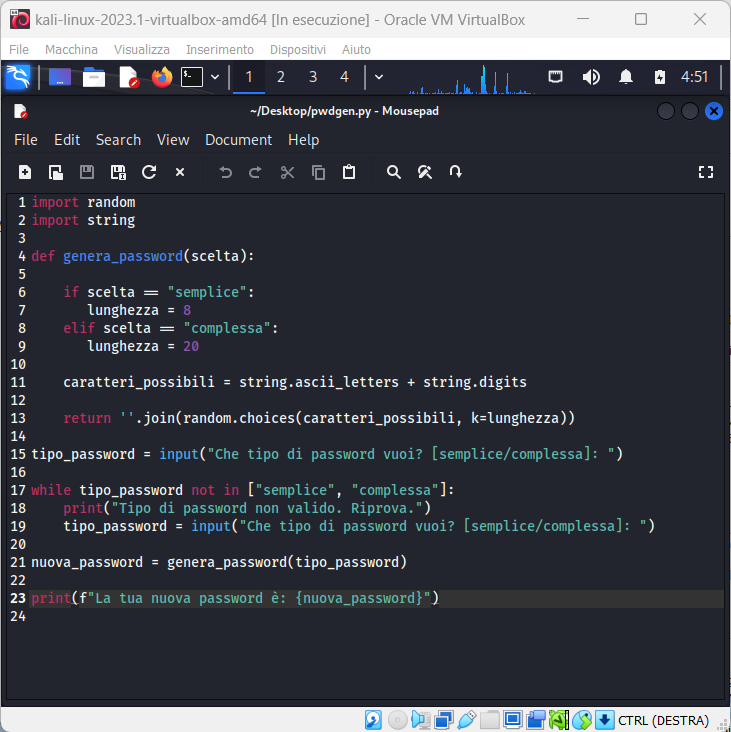 kali-linux-2023.1-virtualbox-amd64 [In esecuzione] - Oracle VM VirtualBox
File Macchina Visualizza Inserimento Dispositivi Aiuto
1 2 3 4 4:51
~/Desktop/pwdgen.py - Mousepad
File Edit Search View Document Help
1 import random
2 import string
3
4 def genera_password(scelta):
5
6 if scelta == "semplice":
7 lunghezza = 8
8 elif scelta == "complessa":
9 lunghezza = 20
10
11 caratteri_possibili = string.ascii_letters + string.digits
12
13 return ''.join(random.choices(caratteri_possibili, k=lunghezza))
14
15 tipo_password = input("Che tipo di password vuoi? [semplice/complessa]: ")
16
17 while tipo_password not in ["semplice", "complessa"]:
18 print("Tipo di password non valido. Riprova.")
19 tipo_password = input("Che tipo di password vuoi? [semplice/complessa]: ")
20
21 nuova_password = genera_password(tipo_password)
22
23 print(f"La tua nuova password è: {nuova_password}")
24
CTRL (DESTRA)